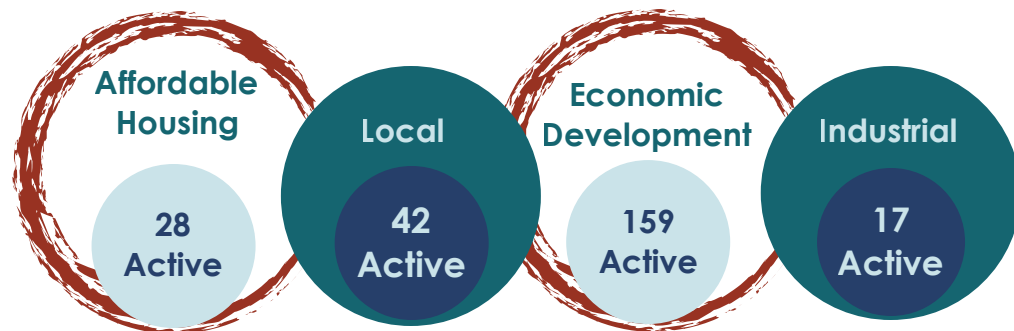 Affordable
Housing
28
Active
Local
42
Active
Economic
Development
159
Active
Industrial
17
Active